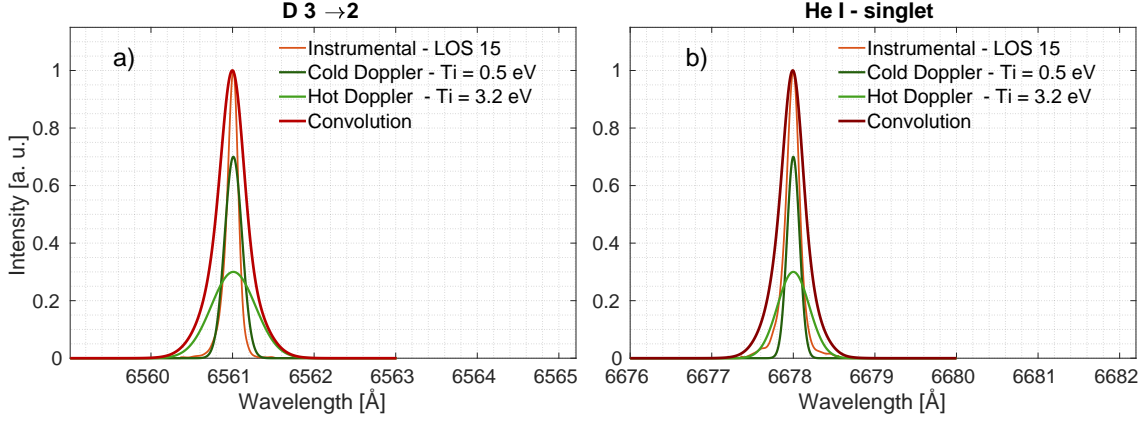 D 3 →2
a)
Instrumental - LOS 15
Cold Doppler - Ti = 0.5 eV
Hot Doppler - Ti = 3.2 eV
Convolution
Intensity [a. u.]
1
0.8
0.6
0.4
0.2
0
6560 6561 6562 6563 6564 6565
Wavelength [Å]
He I - singlet
b)
Instrumental - LOS 15
Cold Doppler - Ti = 0.5 eV
Hot Doppler - Ti = 3.2 eV
Convolution
1
0.8
0.6
0.4
0.2
0
6676 6677 6678 6679 6680 6681 6682
Wavelength [Å]